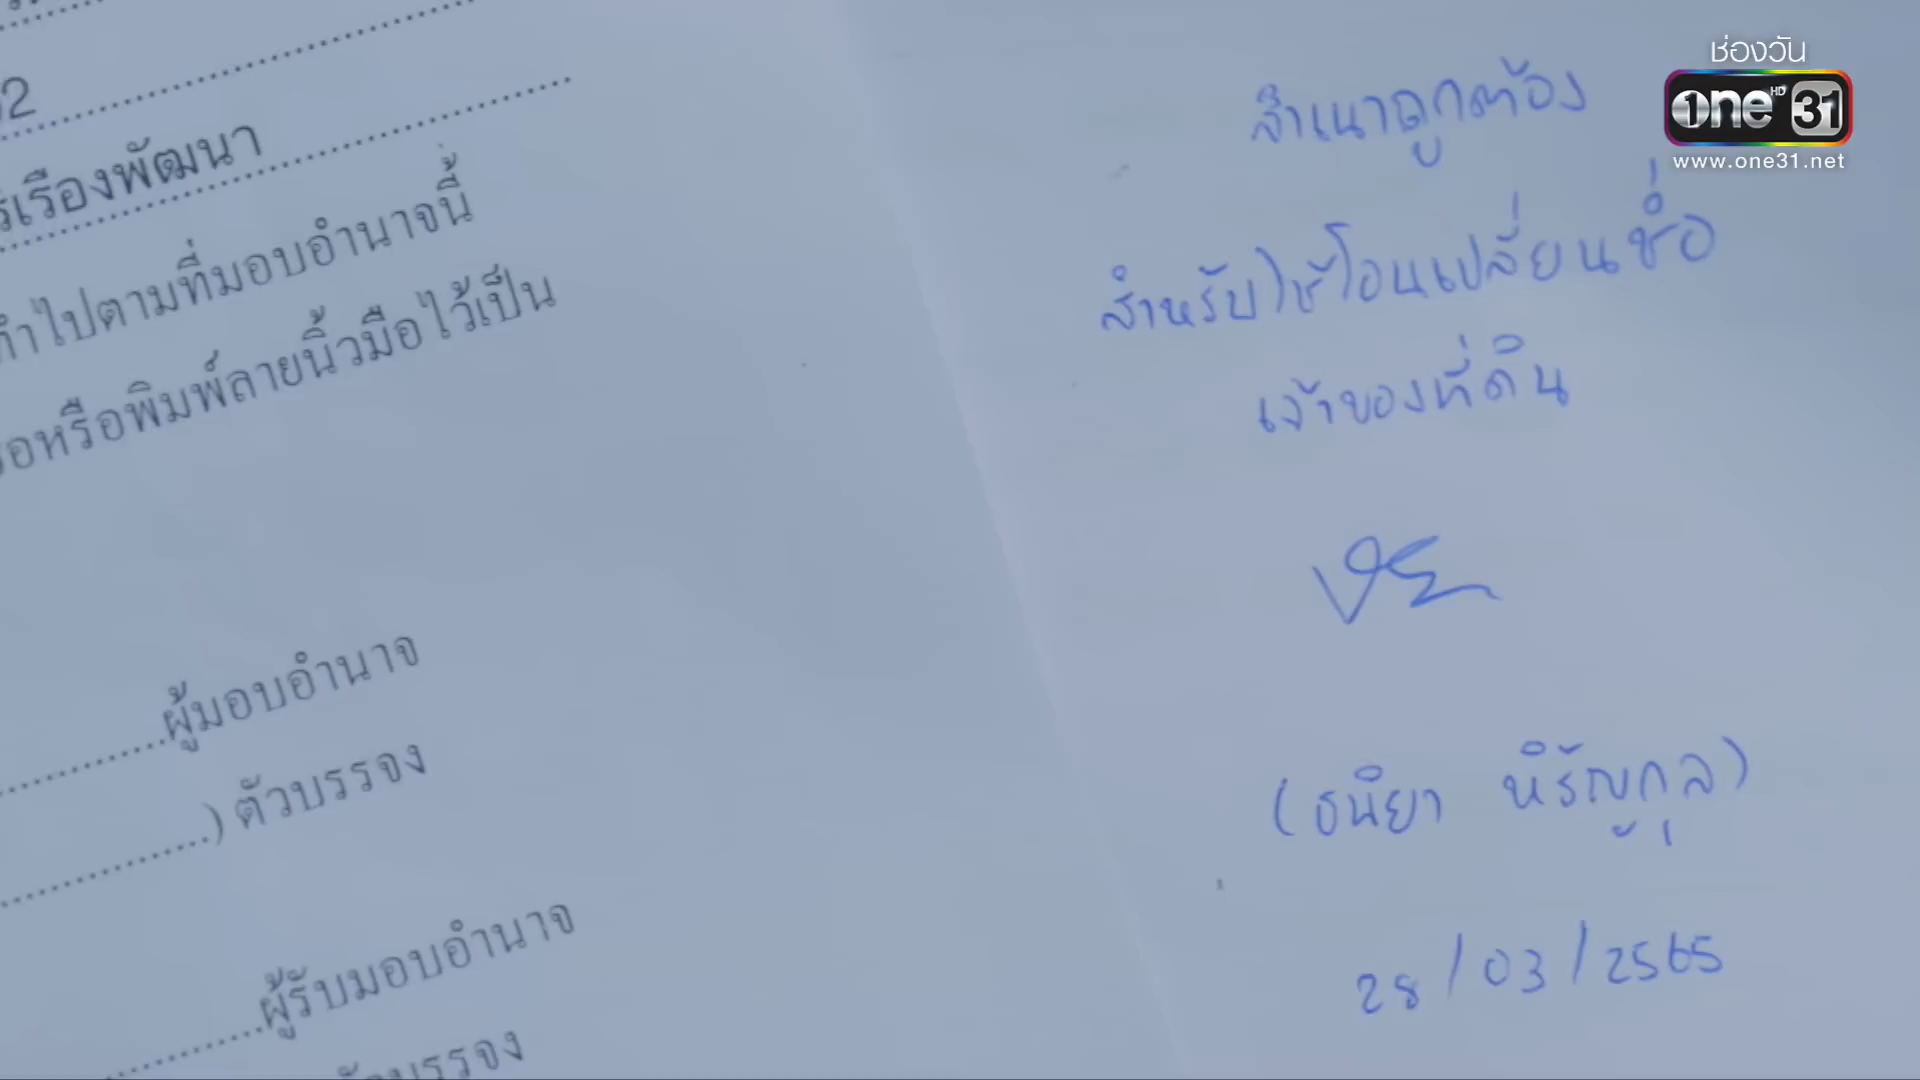 ช่องวัน
one HD 31
www.one31.net
เรืองพัฒนา
ทำไปตามที่มอบอำนาจนี้
หรือพิมพ์ลายนิ้วมือไว้เป็น
ผู้มอบอำนาจ
) ตัวบรรจง
ผู้รับมอบอำนาจ
สำเนาถูกต้อง
สำหรับใช้โอนเปลี่ยนชื่อ
เจ้าของที่ดิน
(ธนิยา หิรัญกุล)
28/03/2565